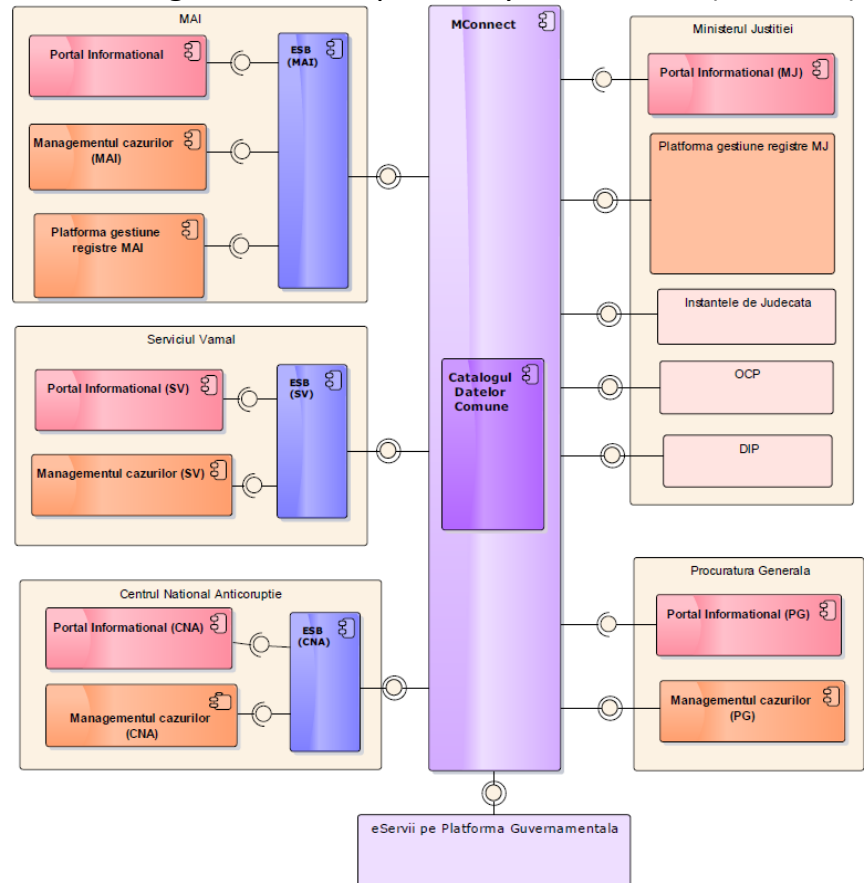 MAI
Portal Informational
Managementul cazurilor
(MAI)
Platforma gestiune
registre MAI
ESB
(MAI)
Serviciul Vamal
Portal Informational (SV)
Managementul cazurilor (SV)
ESB
(SV)
Centrul National Anticoruptie
Portal Informational (CNA)
Managementul cazurilor
(CNA)
ESB
(CNA)
MConnect
Catalogul
Datelor
Comune
Ministerul Justitiei
Portal Informational (MJ)
Platforma gestiune registre MJ
Instantele de Judecata
OCP
DIP
Procuratura Generala
Portal Informational (PG)
Managementul cazurilor
(PG)
eServii pe Platforma Guvernamentala